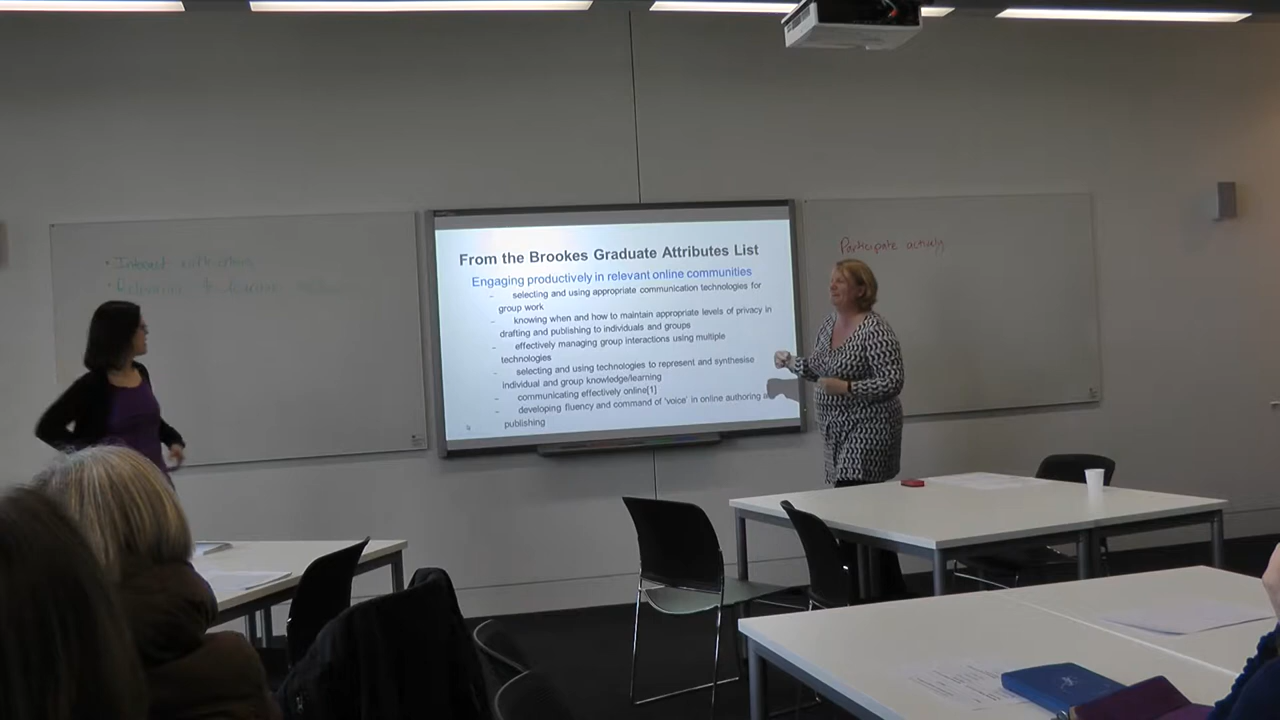 • Interact
From the Brookes Graduate Attributes List
Engaging productively in relevant online communities
– selecting and using appropriate communication technologies for
group work
– knowing when and how to maintain appropriate levels of privacy in
drafting and publishing to individuals and groups
– effectively managing group interactions using multiple
technologies
– selecting and using technologies to represent and synthesise
individual and group knowledge/learning
– communicating effectively online[1]
– developing fluency and command of 'voice' in online authoring
publishing
Participate actively